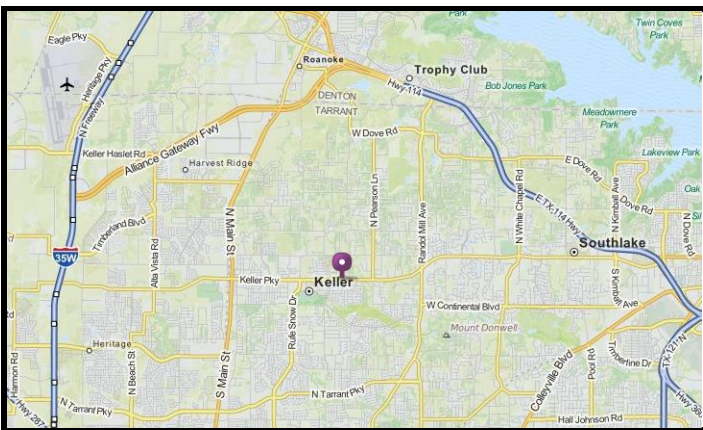 Park
Twin Coves
Park
Eagle Pky
Roanoke
Trophy Club
Heritage Pky
Hwy 114
Bob Jones Park
DENTON
TARRANT
Meadowmere
Park
N Freeway
W Dove Rd
Keller Haslet Rd
Alliance Gateway Fwy
Harvest Ridge
E Dove Rd
Lakeview Park
Dove Rd
Oak
N Pearson Ln
Randol Mill Ave
N White Chapel Rd
E TX-114 Hwy
N Kimball Ave
N Dove Rd
Timberland Blvd
N Main St
Southlake
35W
Alta Vista Rd
Keller Pky
Keller
S Kimball Ave
Rufe Snow Dr
W Continental Blvd
Mount Donwell
Heritage
Harmon Rd
N Beach St
S Main St
Colleyville Blvd
Pool Rd
Timberline Dr
TX-121 N
N Tarrant Pky
N Tarrant Pky
Hwy 287
Hall Johnson Rd
Hwy 360